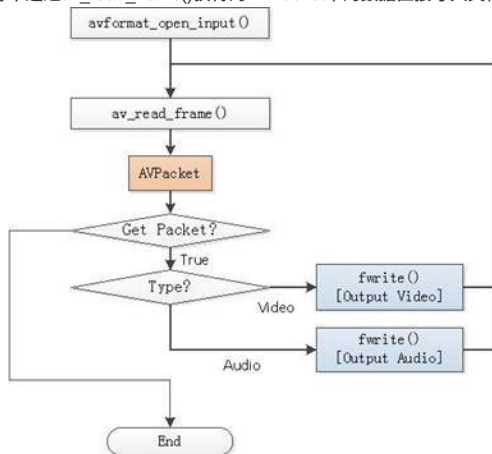 avformat_open_input()
av_read_frame()
AVPacket
Get Packet?
True
Type?
Video
fwrite()
[Output Video]
Audio
fwrite()
[Output Audio]
End